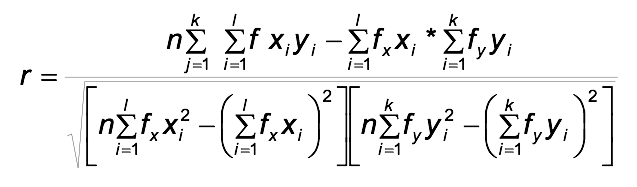 r = \frac{n\sum_{j=1}^{k} \sum_{i=1}^{l} f x_i y_i - \sum_{i=1}^{l} f_x x_i * \sum_{i=1}^{k} f_y y_i}{\sqrt{\left[ n\sum_{i=1}^{l} f_x x_i^2 - \left( \sum_{i=1}^{l} f_x x_i \right)^2 \right] \left[ n\sum_{i=1}^{k} f_y y_i^2 - \left( \sum_{i=1}^{k} f_y y_i \right)^2 \right]}}